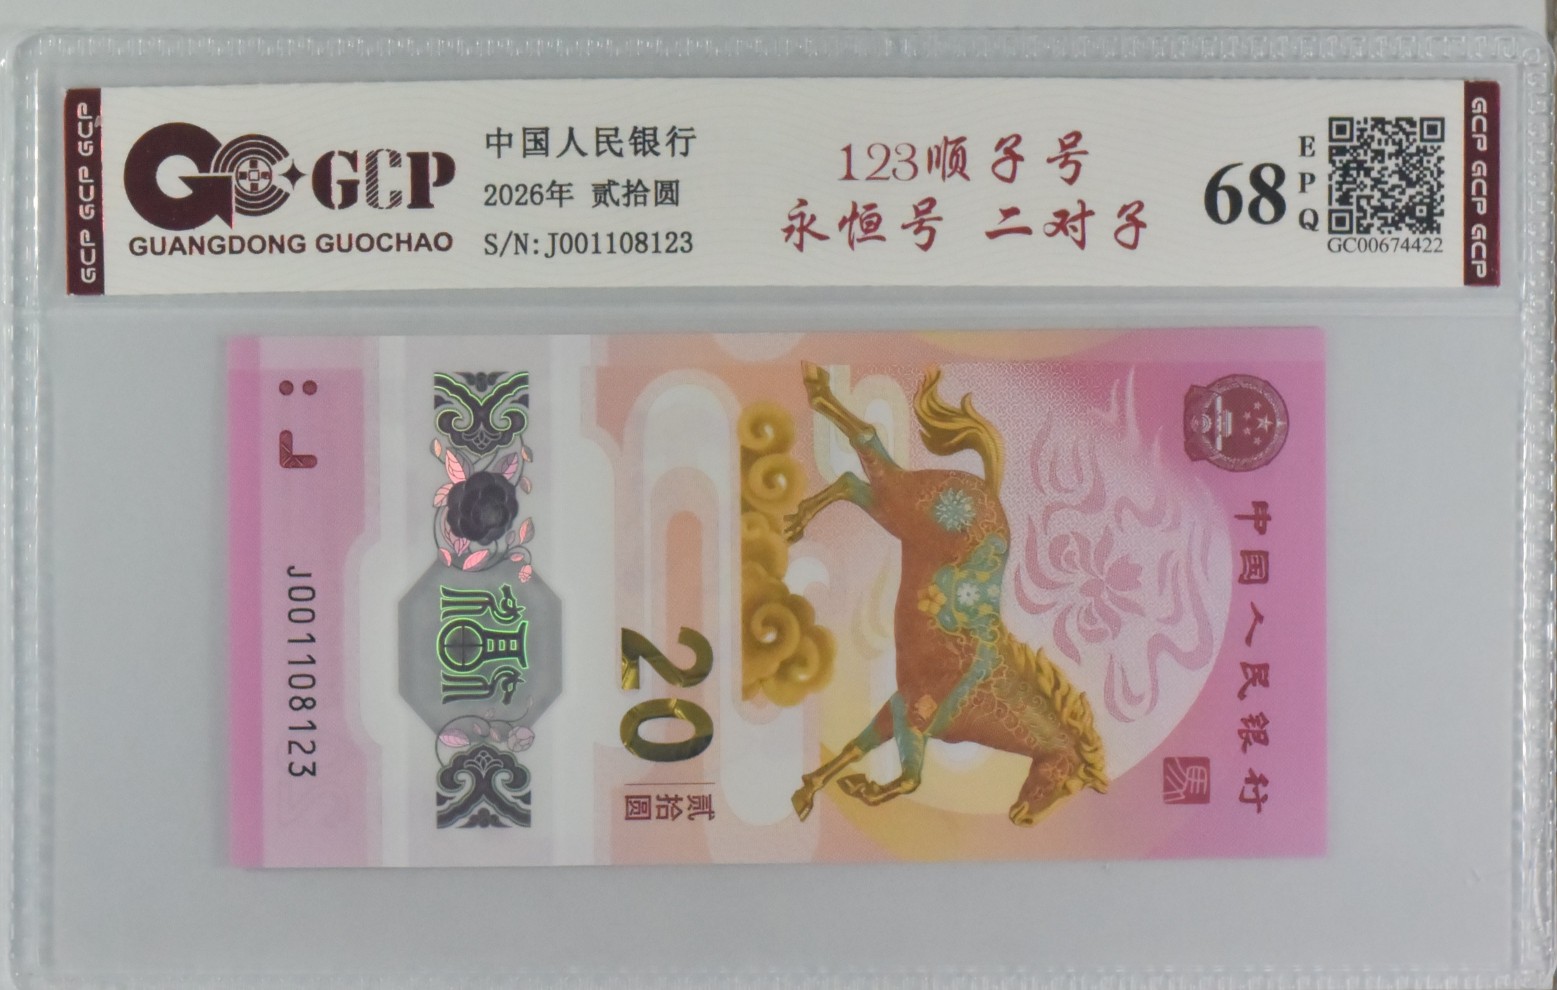 GCP
GUANGDONG GUOCHAO
中国人民银行
2026年 贰拾圆
S/N:J001108123
123顺子号
永恒号 二对子
68
EPQ
GC00674422
GCP GCP GCP
GCP GCP GCP
中国人民银行
馬
20
贰拾圆
福
J001108123